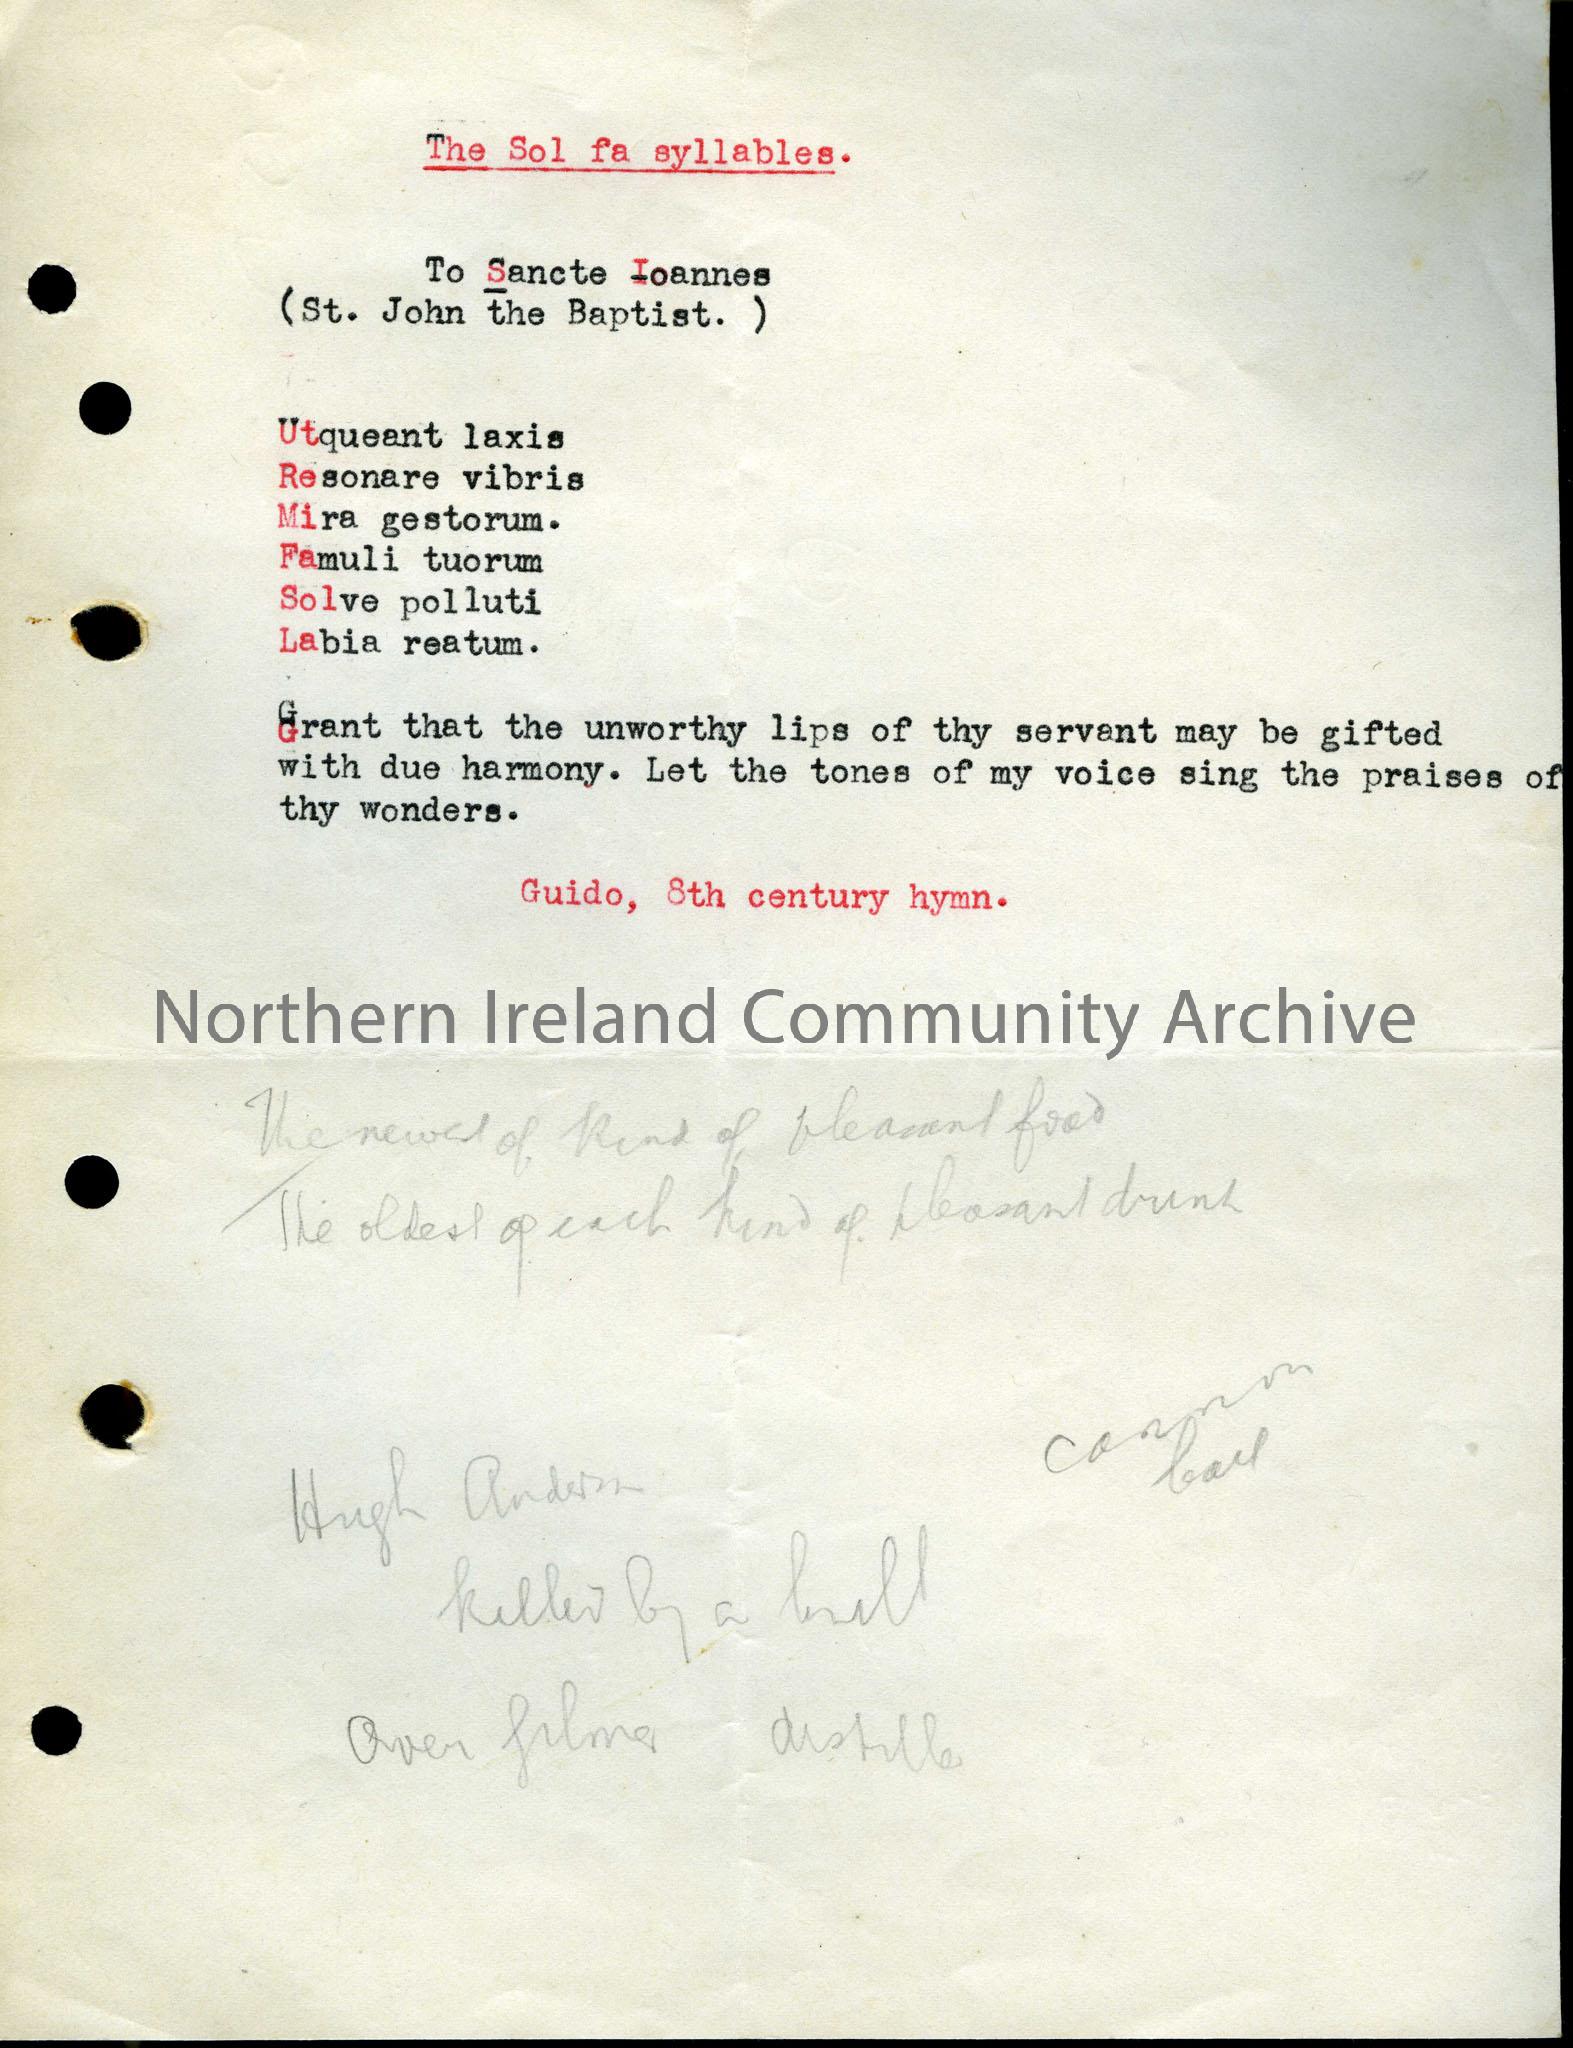 The Sol fa syllables.
To Sancte Ioannes
(St. John the Baptist. )
Utqueant laxis
Resonare vibris
Mira gestorum.
Famuli tuorum
Solve polluti
Labia reatum.
Grant that the unworthy lips of thy servant may be gifted
with due harmony. Let the tones of my voice sing the praises of
thy wonders.
Guido, 8th century hymn.
Northern Ireland Community Archive
The newest of kind of pleasant food
The oldest of each kind of pleasant drink
common
Hugh Anderson
killed by a
Over